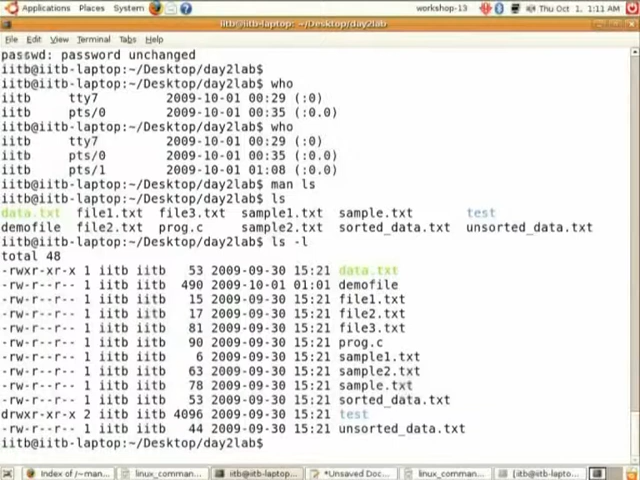 Applications Places System workshop-13 Thu Oct 1, 1:11 AM
iitb@iitb-laptop: ~/Desktop/day2lab
File Edit View Terminal Tabs Help
passwd: password unchanged
iitb@iitb-laptop:~/Desktop/day2lab$
iitb@iitb-laptop:~/Desktop/day2lab$ who
iitb tty7 2009-10-01 00:29 (:0)
iitb pts/0 2009-10-01 00:35 (:0.0)
iitb@iitb-laptop:~/Desktop/day2lab$ who
iitb tty7 2009-10-01 00:29 (:0)
iitb pts/0 2009-10-01 00:35 (:0.0)
iitb pts/1 2009-10-01 01:08 (:0.0)
iitb@iitb-laptop:~/Desktop/day2lab$ man ls
iitb@iitb-laptop:~/Desktop/day2lab$ ls
data.txt file1.txt file3.txt sample1.txt sample.txt test
demofile file2.txt prog.c sample2.txt sorted_data.txt unsorted_data.txt
iitb@iitb-laptop:~/Desktop/day2lab$ ls -l
total 48
-rwxr-xr-x 1 iitb iitb 53 2009-09-30 15:21 data.txt
-rw-r--r-- 1 iitb iitb 490 2009-10-01 01:01 demofile
-rw-r--r-- 1 iitb iitb 15 2009-09-30 15:21 file1.txt
-rw-r--r-- 1 iitb iitb 17 2009-09-30 15:21 file2.txt
-rw-r--r-- 1 iitb iitb 81 2009-09-30 15:21 file3.txt
-rw-r--r-- 1 iitb iitb 90 2009-09-30 15:21 prog.c
-rw-r--r-- 1 iitb iitb 6 2009-09-30 15:21 sample1.txt
-rw-r--r-- 1 iitb iitb 63 2009-09-30 15:21 sample2.txt
-rw-r--r-- 1 iitb iitb 78 2009-09-30 15:21 sample.txt
-rw-r--r-- 1 iitb iitb 53 2009-09-30 15:21 sorted_data.txt
drwxr-xr-x 2 iitb iitb 4096 2009-09-30 15:21 test
-rw-r--r-- 1 iitb iitb 44 2009-09-30 15:21 unsorted_data.txt
iitb@iitb-laptop:~/Desktop/day2lab$
Index of /~man... linux_comman... iitb@iitb-laptop... *Unsaved Doc... linux_comman... [iitb@iitb-lapto...